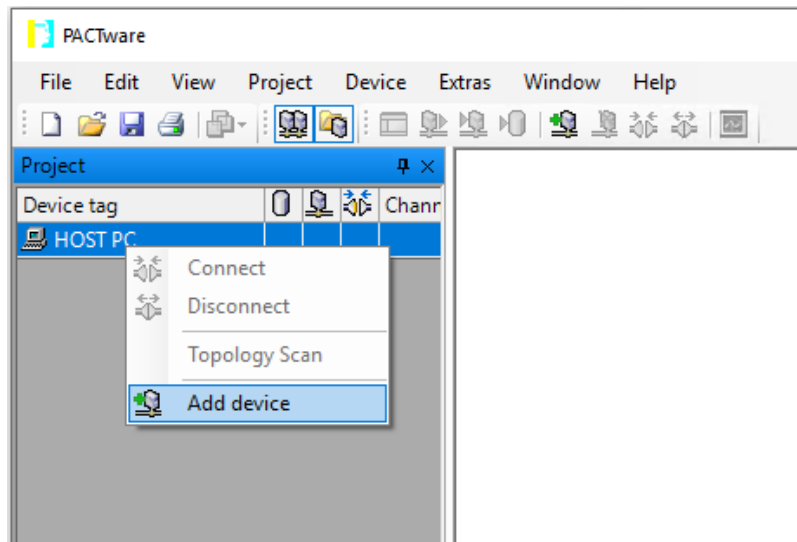 PACTware
File Edit View Project Device Extras Window Help
Project
Device tag Chanr
HOST PC
Connect
Disconnect
Topology Scan
Add device